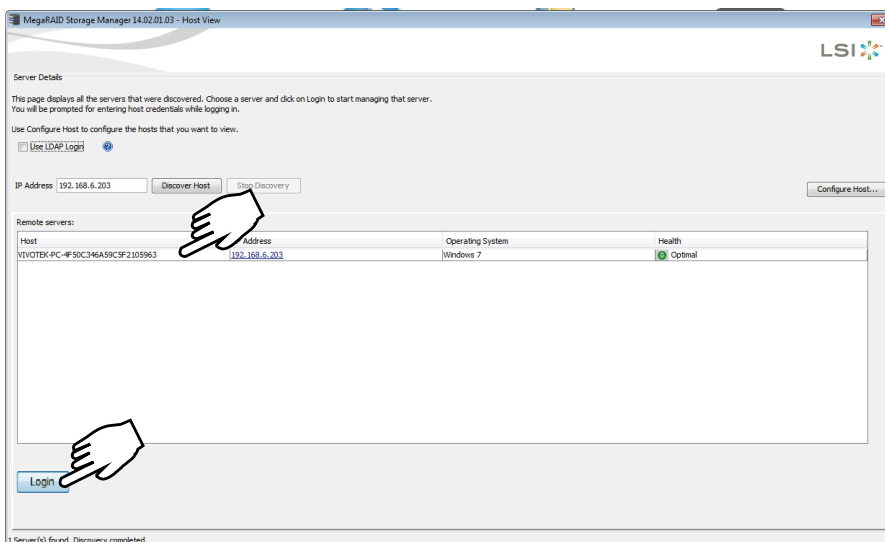 MegaRAID Storage Manager 14.02.01.03 - Host View
LSI
Server Details
This page displays all the servers that were discovered. Choose a server and click on Login to start managing that server.
You will be prompted for entering host credentials while logging in.
Use Configure Host to configure the hosts that you want to view.
Use LDAP Login
IP Address 192.168.6.203 Discover Host Stop Discovery
Configure Host...
Remote servers:
Host Address Operating System Health
VIVOTEK-PC-4F50C346A59C5F2105963 192.168.6.203 Windows 7 Optimal
Login
1 Server(s) found. Discovery completed.